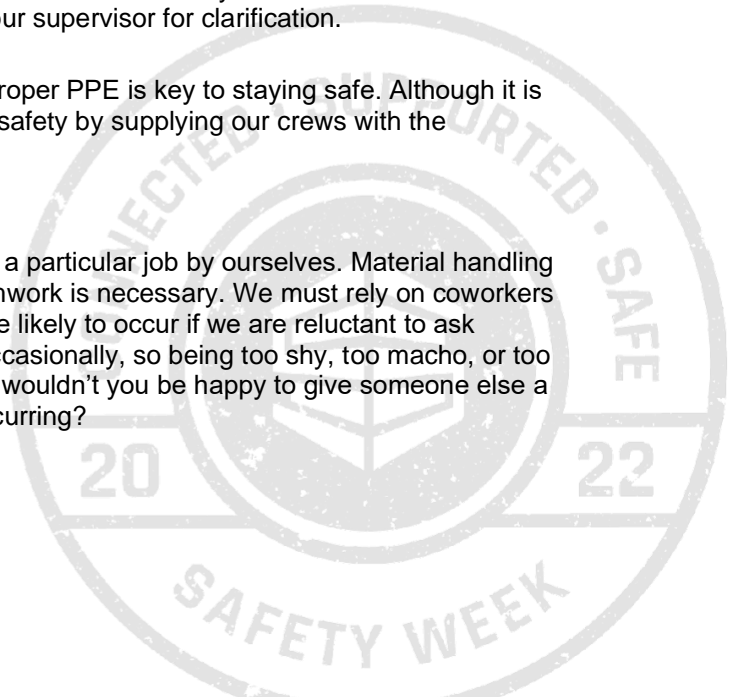 our supervisor for clarification.
roper PPE is key to staying safe. Although it is
safety by supplying our crews with the
a particular job by ourselves. Material handling
nwork is necessary. We must rely on coworkers
e likely to occur if we are reluctant to ask
ccasionally, so being too shy, too macho, or too
wouldn’t you be happy to give someone else a
curring?
CONNECTED · SUPPORTED · SAFE
20 22
SAFETY WEEK